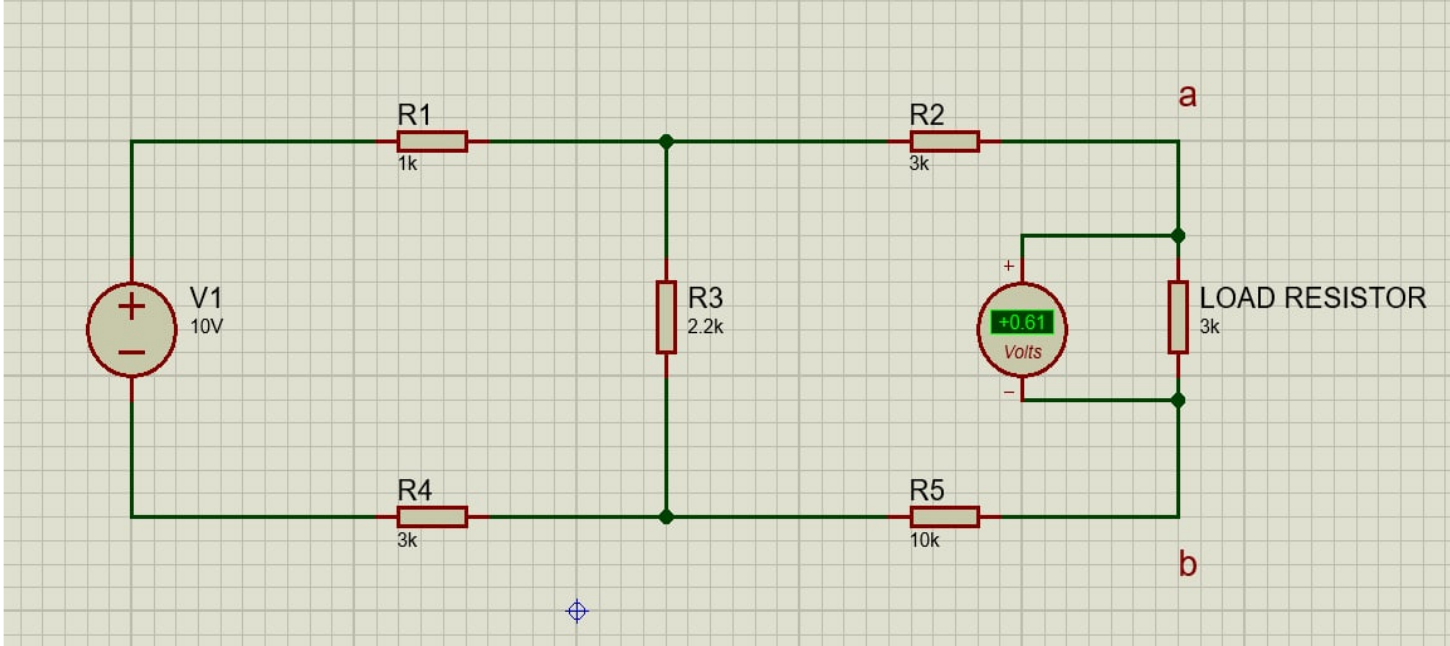 a
R1
R2
1k
3k
+
V1
10V
R3
2.2k
+0.61
Volts
LOAD RESISTOR
3k
−
R4
R5
3k
10k
b